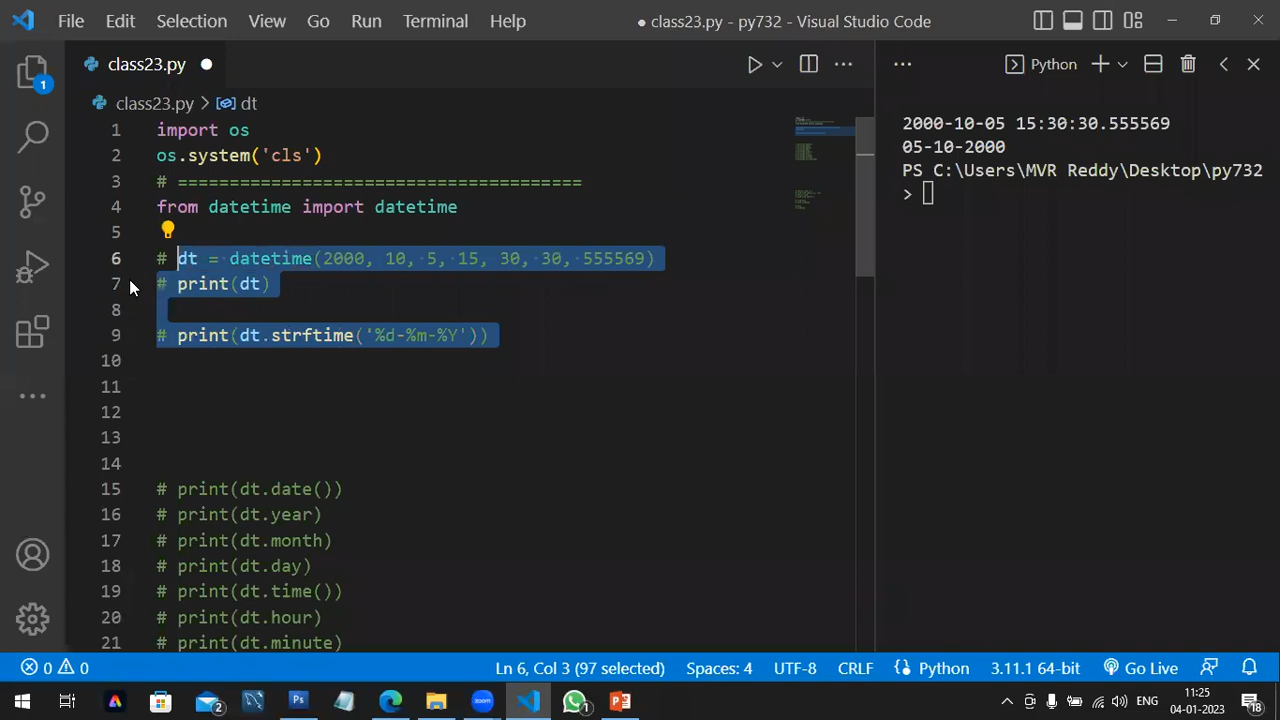 File Edit Selection View Go Run Terminal Help ● class23.py - py732 - Visual Studio Code
class23.py
Python
class23.py > dt
1
1 import os
2 os.system('cls')
3 # =======================================
4 from datetime import datetime
5
6 # dt = datetime(2000, 10, 5, 15, 30, 30, 555569)
7 # print(dt)
8
9 # print(dt.strftime('%d-%m-%Y'))
10
11
12
13
14
15 # print(dt.date())
16 # print(dt.year)
17 # print(dt.month)
18 # print(dt.day)
19 # print(dt.time())
20 # print(dt.hour)
21 # print(dt.minute)
2000-10-05 15:30:30.555569
05-10-2000
PS C:\Users\MVR Reddy\Desktop\py732
>
0 0 Ln 6, Col 3 (97 selected) Spaces: 4 UTF-8 CRLF Python 3.11.1 64-bit Go Live
2 Ps zoom 1 ENG 11:25
04-01-2023 18